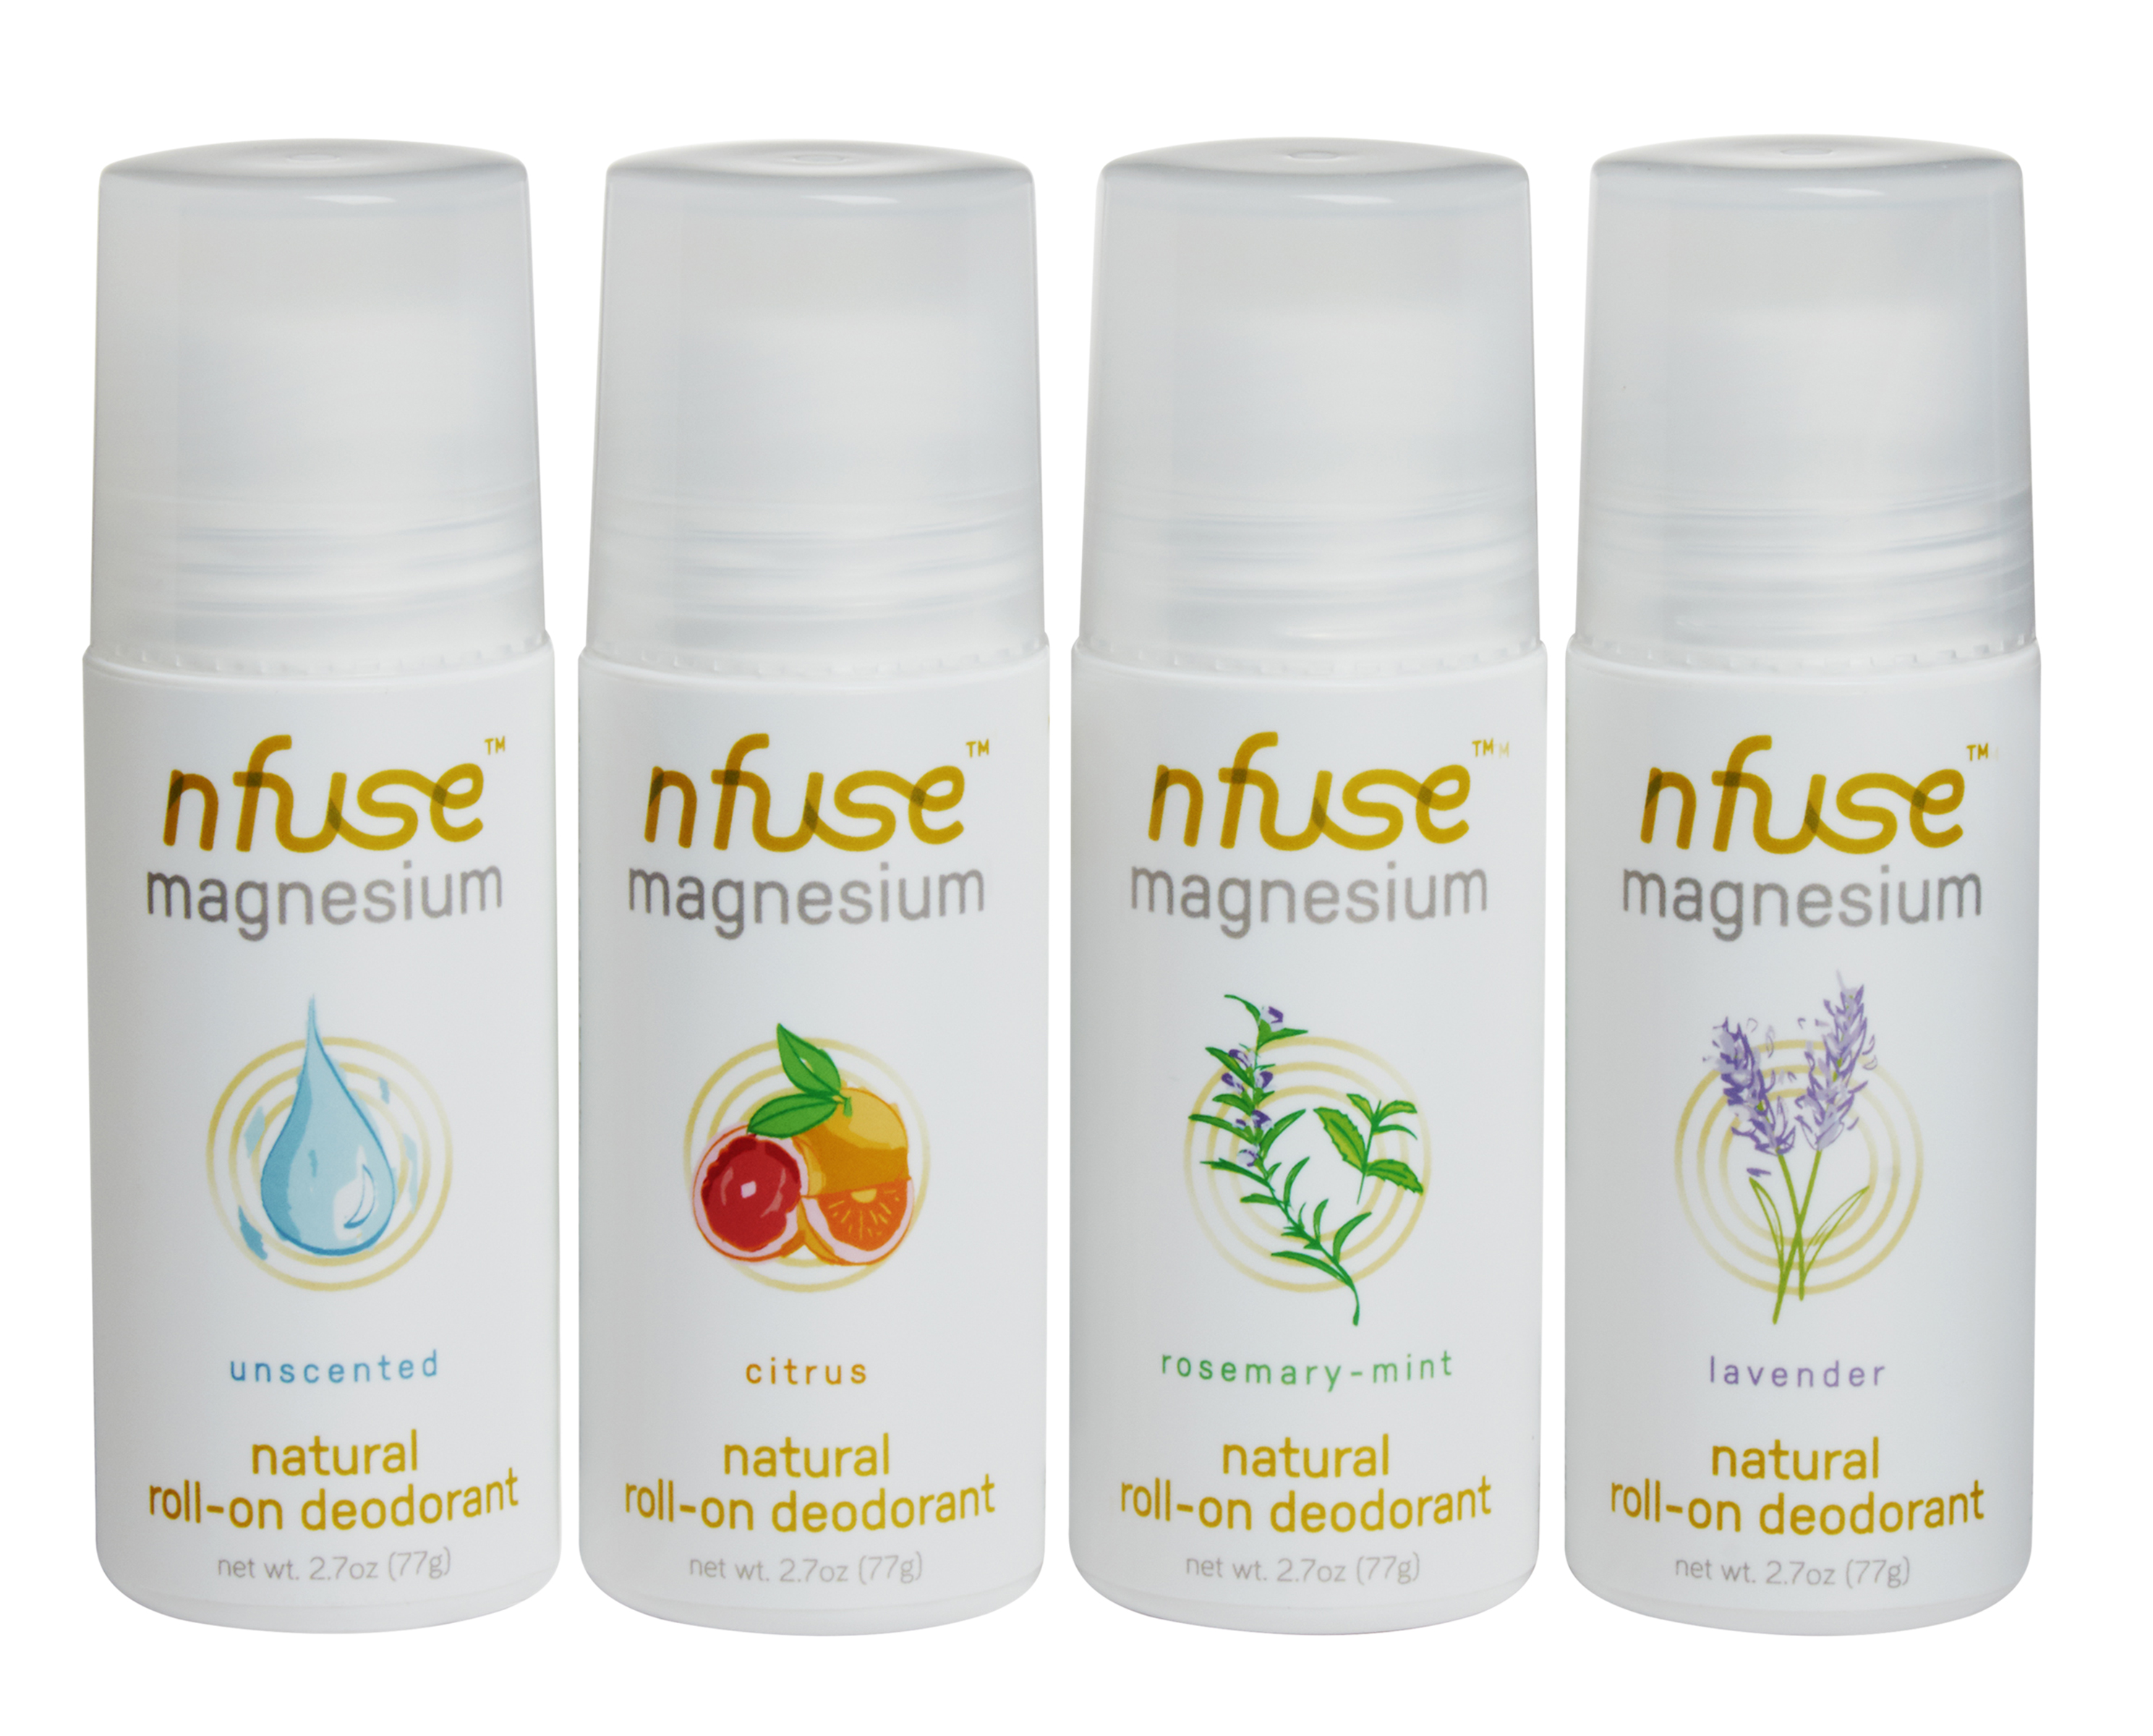 nfuse™
magnesium
unscented
natural
roll-on deodorant
net wt. 2.7oz (77g)
nfuse™
magnesium
citrus
natural
roll-on deodorant
net wt. 2.7oz (77g)
nfuse™
magnesium
rosemary-mint
natural
roll-on deodorant
net wt. 2.7oz (77g)
nfuse™
magnesium
lavender
natural
roll-on deodorant
net wt. 2.7oz (77g)